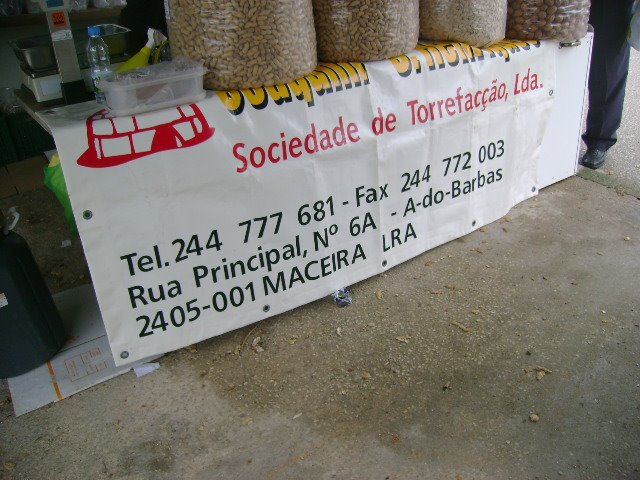 Sociedade de Torrefacção, Lda.
Tel. 244 777 681 - Fax 244 772 003
Rua Principal, Nº 6A - A-do-Barbas
2405-001 MACEIRA LRA